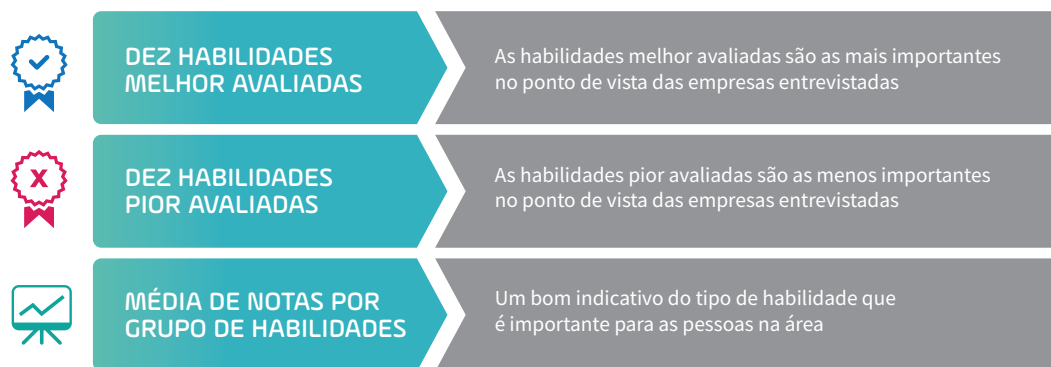 DEZ HABILIDADES
MELHOR AVALIADAS
As habilidades melhor avaliadas são as mais importantes
no ponto de vista das empresas entrevistadas
DEZ HABILIDADES
PIOR AVALIADAS
As habilidades pior avaliadas são as menos importantes
no ponto de vista das empresas entrevistadas
MÉDIA DE NOTAS POR
GRUPO DE HABILIDADES
Um bom indicativo do tipo de habilidade que
é importante para as pessoas na área